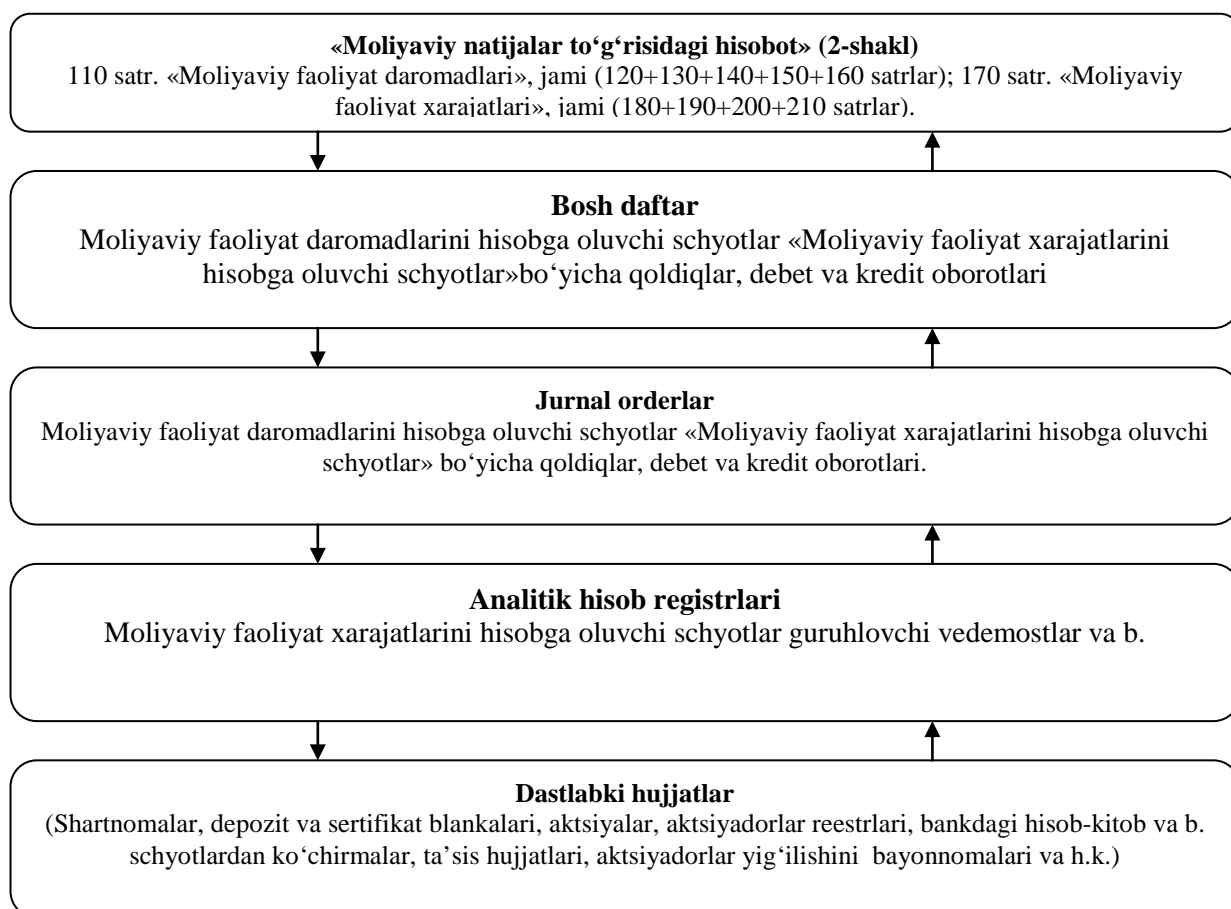 «Moliyaviy natijalar to‘g‘risidagi hisobot» (2-shakl)
110 satr. «Moliyaviy faoliyat daromadlari», jami (120+130+140+150+160 satrlar); 170 satr. «Moliyaviy
faoliyat xarajatlari», jami (180+190+200+210 satrlar).
Bosh daftar
Moliyaviy faoliyat daromadlarini hisobga oluvchi schyotlar «Moliyaviy faoliyat xarajatlarini
hisobga oluvchi schyotlar»bo‘yicha qoldiqlar, debet va kredit oborotlari
Jurnal orderlar
Moliyaviy faoliyat daromadlarini hisobga oluvchi schyotlar «Moliyaviy faoliyat xarajatlarini hisobga oluvchi
schyotlar» bo‘yicha qoldiqlar, debet va kredit oborotlari.
Analitik hisob registrlari
Moliyaviy faoliyat xarajatlarini hisobga oluvchi schyotlar guruhlovchi vedemostlar va b.
Dastlabki hujjatlar
(Shartnomalar, depozit va sertifikat blankalari, aktsiyalar, aktsiyadorlar reestrlari, bankdagi hisob-kitob va b.
schyotlardan ko‘chirmalar, ta’sis hujjatlari, aktsiyadorlar yig‘ilishini bayonnomalari va h.k.)